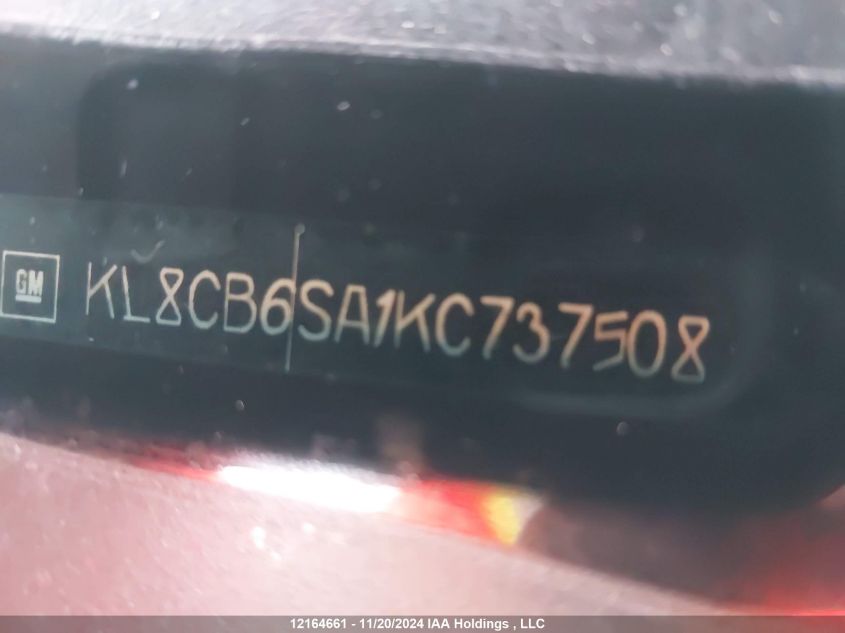 GM KL8CB6SA1KC737508
12164661 - 11/20/2024 IAA Holdings , LLC